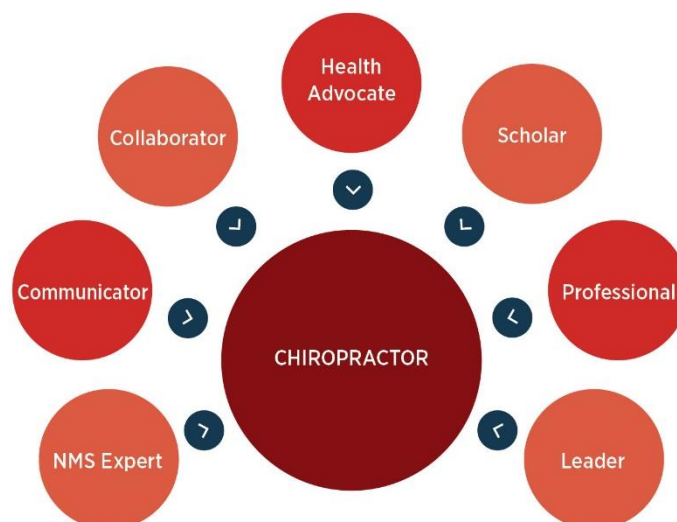 Health
Advocate
Collaborator
Scholar
Communicator
Professional
CHIROPRACTOR
NMS Expert
Leader